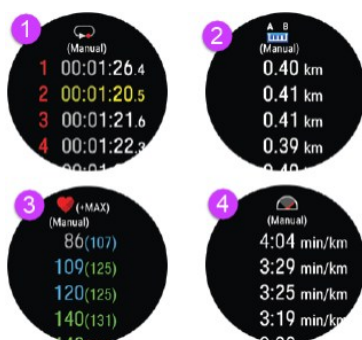 1
(Manual)
1 00:01:26.4
2 00:01:20.5
3 00:01:21.6
4 00:01:22.3
2
A B
(Manual)
0.40 km
0.41 km
0.41 km
0.39 km
3
(+MAX)
(Manual)
86(107)
109(125)
120(125)
140(131)
4
(Manual)
4:04 min/km
3:29 min/km
3:25 min/km
3:19 min/km